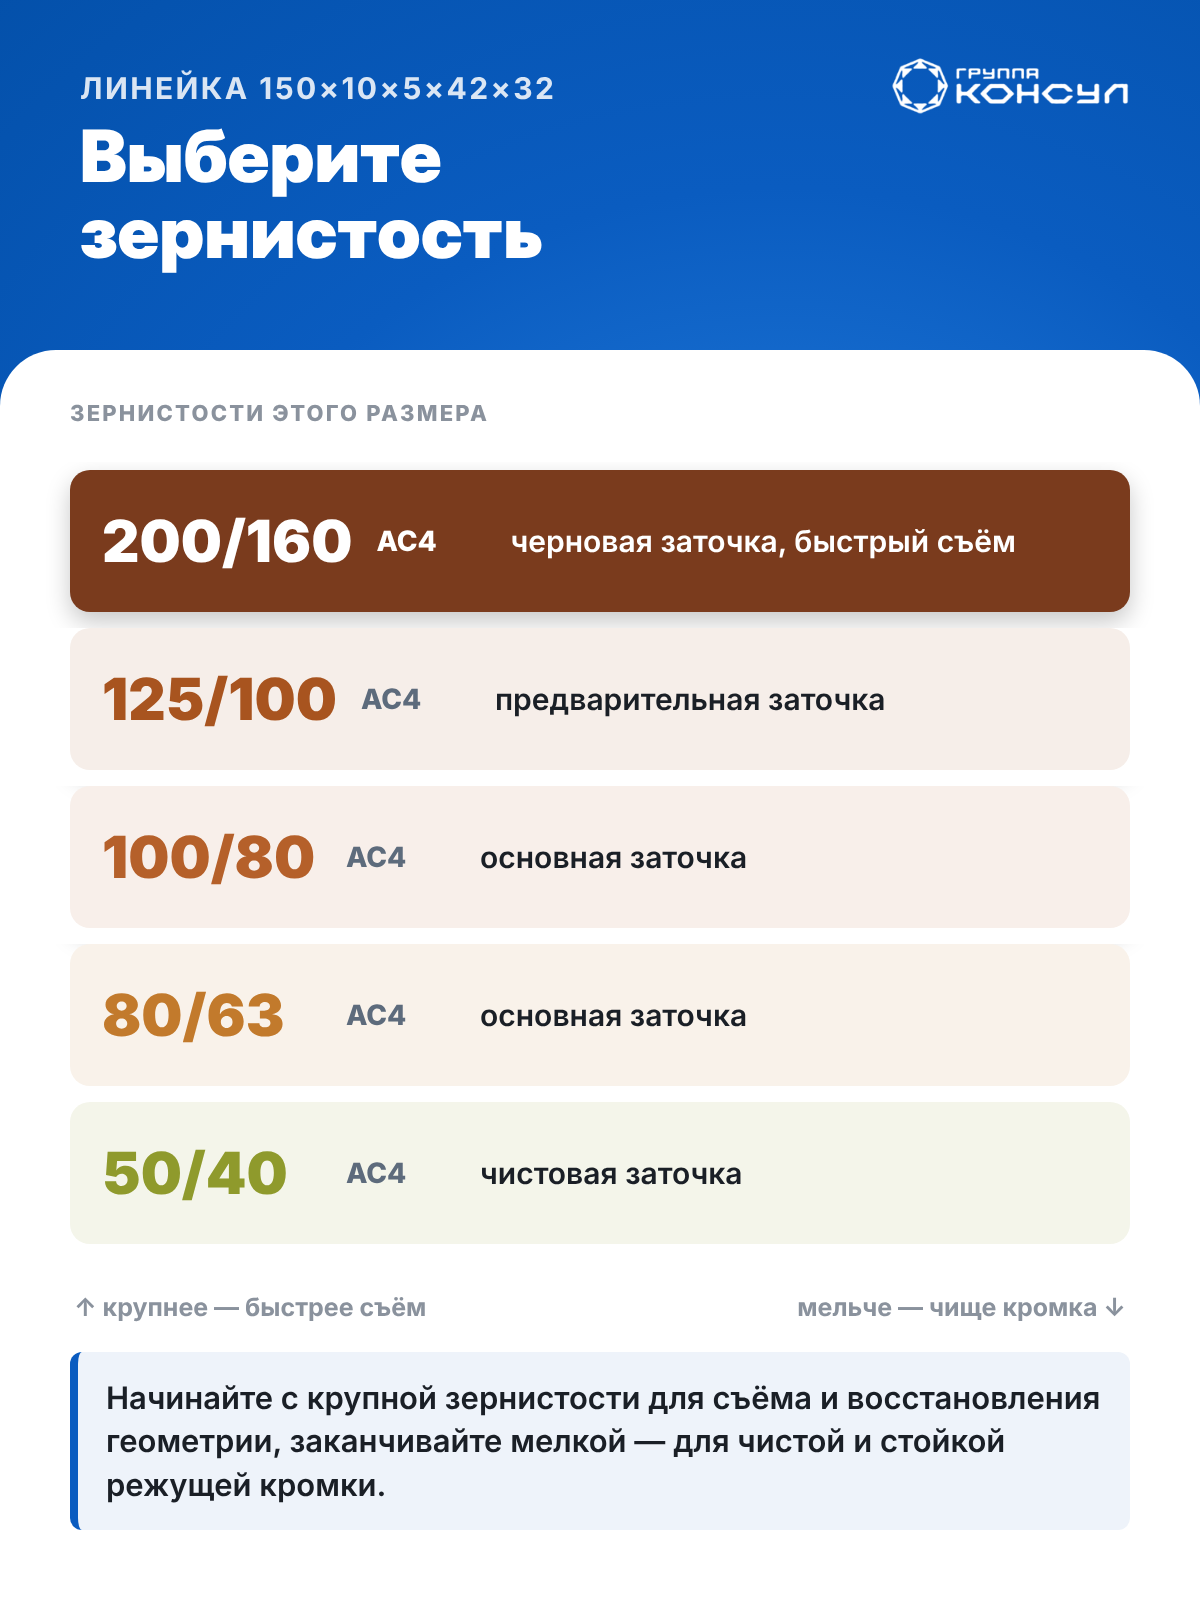 ЛИНЕЙКА 150×10×5×42×32
ГРУППА
КОНСУЛ
Выберите
зернистость
ЗЕРНИСТОСТИ ЭТОГО РАЗМЕРА
200/160 АС4 черновая заточка, быстрый съём
125/100 АС4 предварительная заточка
100/80 АС4 основная заточка
80/63 АС4 основная заточка
50/40 АС4 чистовая заточка
↑ крупнее — быстрее съём мельче — чище кромка ↓
Начинайте с крупной зернистости для съёма и восстановления
геометрии, заканчивайте мелкой — для чистой и стойкой
режущей кромки.